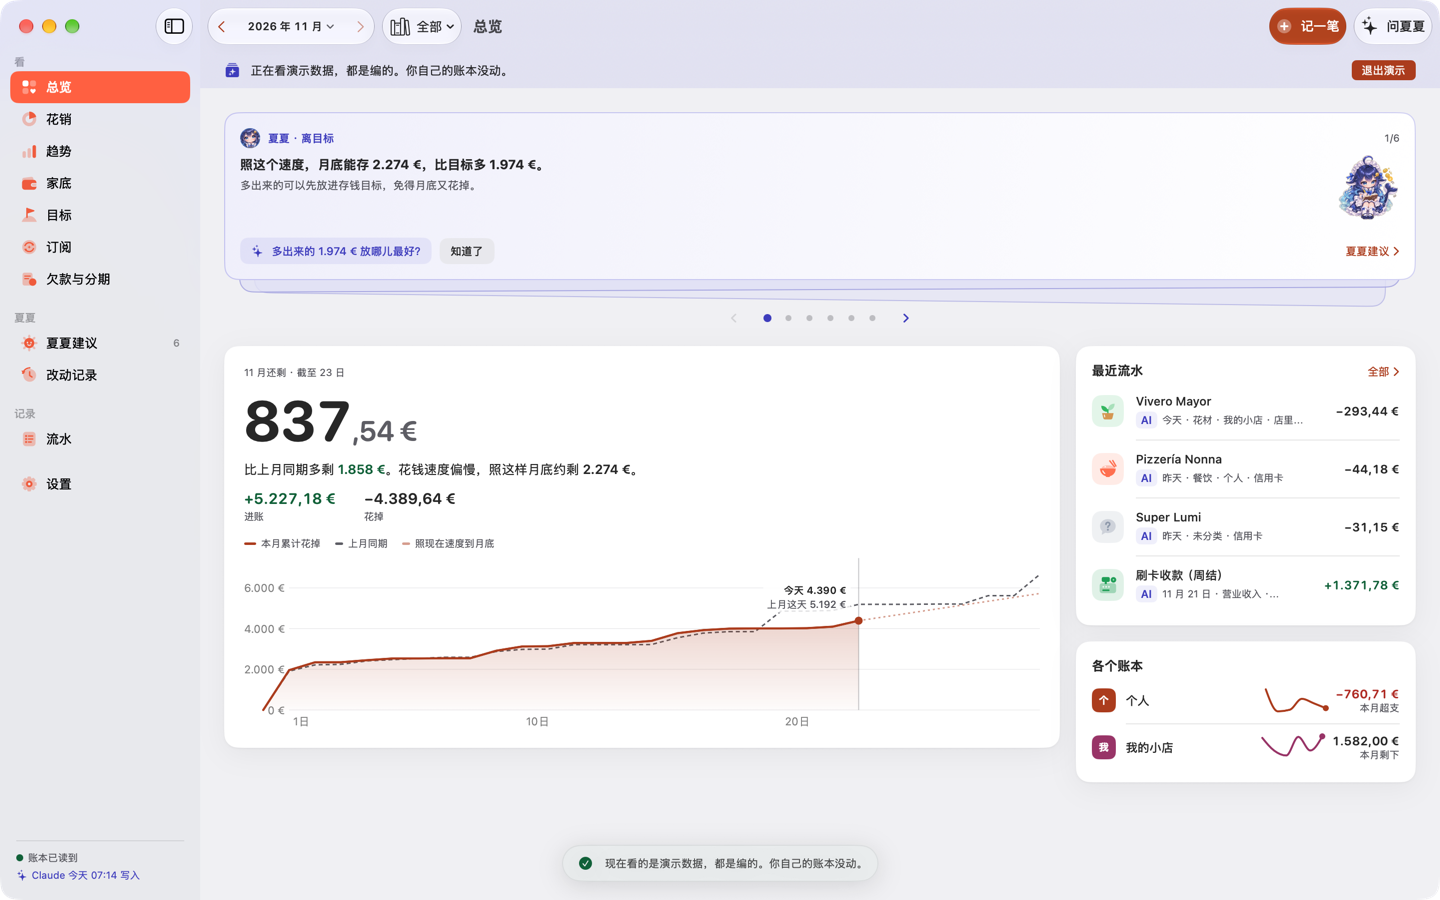 2026 年 11 月
全部
总览
记一笔
问夏夏
正在看演示数据，都是编的。你自己的账本没动。
退出演示
看
总览
花销
趋势
家底
目标
订阅
欠款与分期
夏夏
夏夏建议 6
改动记录
记录
流水
设置
账本已读到
Claude 今天 07:14 写入
夏夏 · 离目标
1/6
照这个速度，月底能存 2.274 €，比目标多 1.974 €。
多出来的可以先放进存钱目标，免得月底又花掉。
多出来的 1.974 € 放哪儿最好?
知道了
夏夏建议
11 月还剩 · 截至 23 日
837,54 €
比上月同期多剩 1.858 €。花钱速度偏慢，照这样月底约剩 2.274 €。
+5.227,18 €
进账
−4.389,64 €
花掉
本月累计花掉
上月同期
照现在速度到月底
今天 4.390 €
上月这天 5.192 €
6.000 €
4.000 €
2.000 €
0 €
1日
10日
20日
最近流水
全部
Vivero Mayor
AI 今天 · 花材 · 我的小店 · 店里...
−293,44 €
Pizzería Nonna
AI 昨天 · 餐饮 · 个人 · 信用卡
−44,18 €
Super Lumi
AI 昨天 · 未分类 · 信用卡
−31,15 €
刷卡收款（周结）
AI 11 月 21 日 · 营业收入 ·...
+1.371,78 €
各个账本
个人
−760,71 €
本月超支
我 我的小店
1.582,00 €
本月剩下
现在看的是演示数据，都是编的。你自己的账本没动。